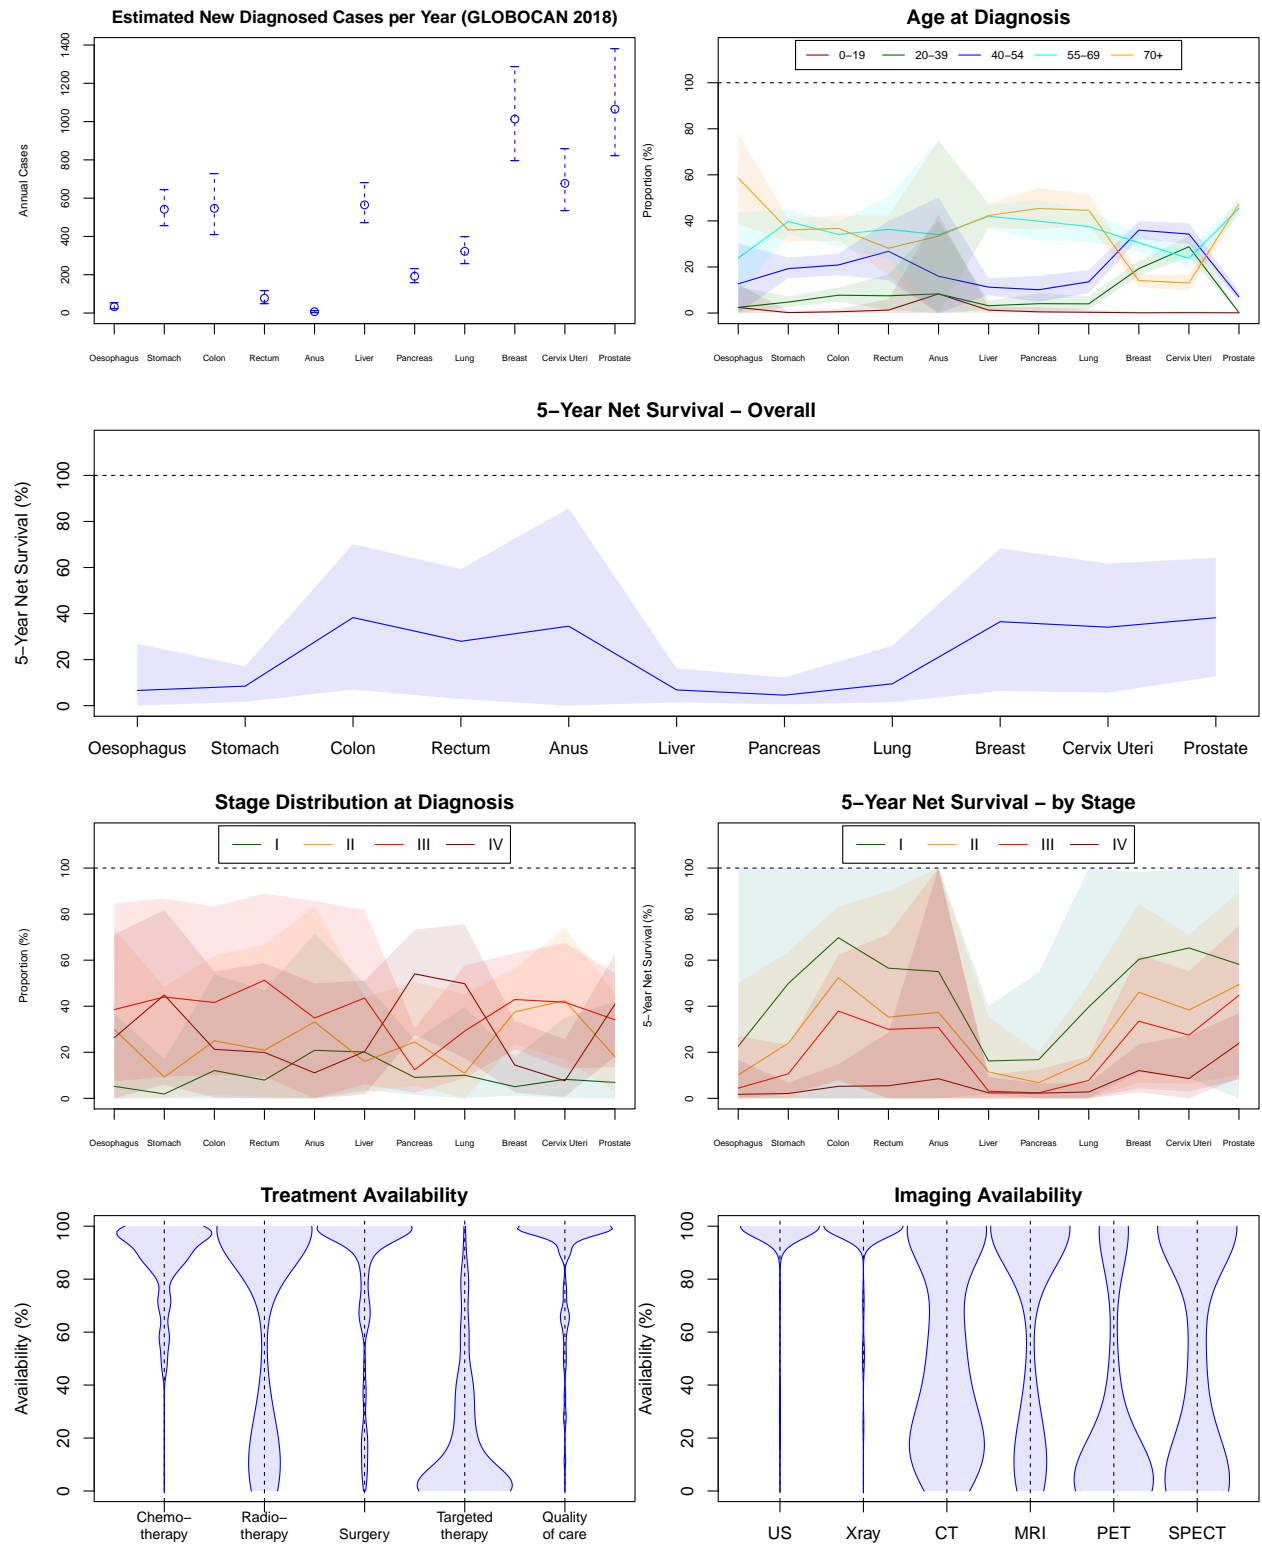 Estimated New Diagnosed Cases per Year (GLOBOCAN 2018)
Annual Cases
1400
1200
1000
800
600
400
200
0
Oesophagus Stomach Colon Rectum Anus Liver Pancreas Lung Breast Cervix Uteri Prostate
Age at Diagnosis
0−19 20−39 40−54 55−69 70+
Proportion (%)
100
80
60
40
20
0
Oesophagus Stomach Colon Rectum Anus Liver Pancreas Lung Breast Cervix Uteri Prostate
5−Year Net Survival − Overall
5−Year Net Survival (%)
100
80
60
40
20
0
Oesophagus Stomach Colon Rectum Anus Liver Pancreas Lung Breast Cervix Uteri Prostate
Stage Distribution at Diagnosis
I II III IV
Proportion (%)
100
80
60
40
20
0
Oesophagus Stomach Colon Rectum Anus Liver Pancreas Lung Breast Cervix Uteri Prostate
5−Year Net Survival − by Stage
I II III IV
5−Year Net Survival (%)
100
80
60
40
20
0
Oesophagus Stomach Colon Rectum Anus Liver Pancreas Lung Breast Cervix Uteri Prostate
Treatment Availability
Availability (%)
100
80
60
40
20
0
Chemo−
therapy
Radio−
therapy
Surgery
Targeted
therapy
Quality
of care
Imaging Availability
Availability (%)
100
80
60
40
20
0
US Xray CT MRI PET SPECT